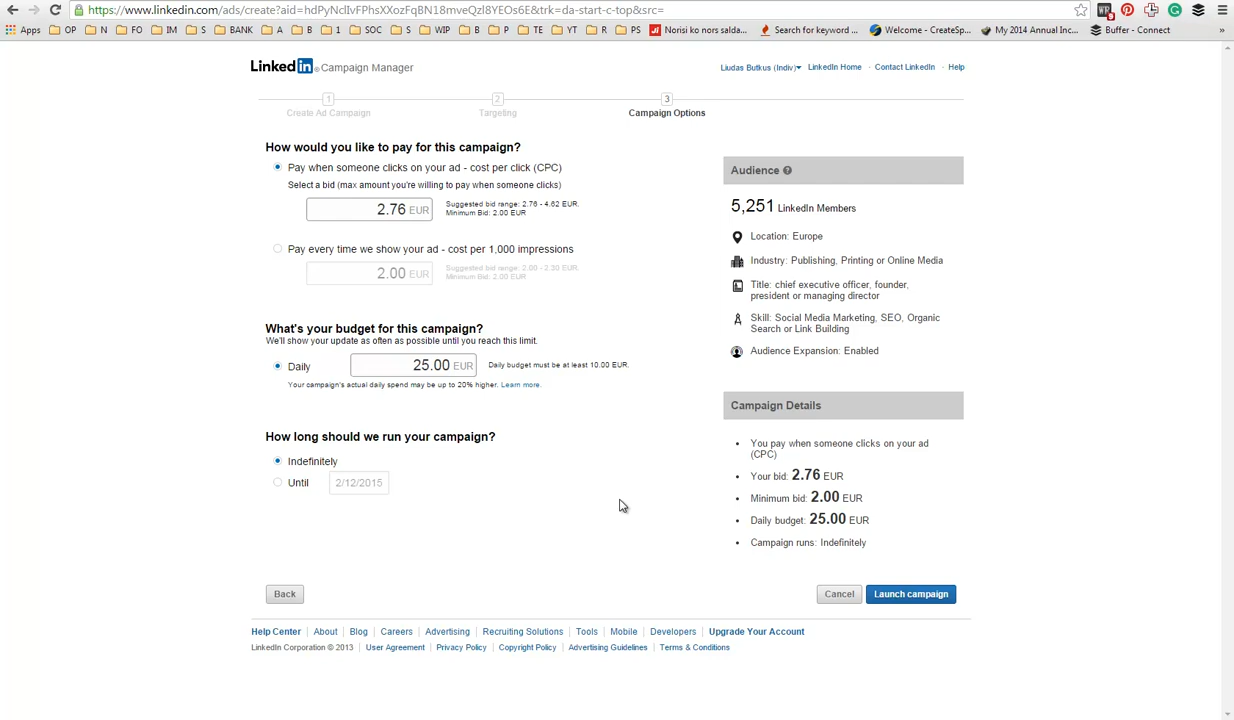 https://www.linkedin.com/ads/create?aid=hdPyNclIvFPhsXXozFqBN18mveQzl8YEOs6E&trk=da-start-c-top&src=
Apps OP N FO IM S BANK A B 1 SOC S WIP B P TE YT R PS Norisi ko nors salda... Search for keyword ... Welcome - CreateSp... My 2014 Annual Inc... Buffer - Connect »
Linked in Campaign Manager
Liudas Butkus (Indiv) LinkedIn Home Contact LinkedIn Help
1 2 3
Create Ad Campaign Targeting Campaign Options
How would you like to pay for this campaign?
Pay when someone clicks on your ad - cost per click (CPC)
Select a bid (max amount you're willing to pay when someone clicks)
2.76 EUR
Suggested bid range: 2.76 - 4.62 EUR.
Minimum Bid: 2.00 EUR
Pay every time we show your ad - cost per 1,000 impressions
2.00 EUR
Suggested bid range: 2.00 - 2.30 EUR.
Minimum Bid: 2.00 EUR
What's your budget for this campaign?
We'll show your update as often as possible until you reach this limit.
Daily 25.00 EUR Daily budget must be at least 10.00 EUR.
Your campaign's actual daily spend may be up to 20% higher. Learn more.
How long should we run your campaign?
Indefinitely
Until 2/12/2015
Audience ?
5,251 LinkedIn Members
Location: Europe
Industry: Publishing, Printing or Online Media
Title: chief executive officer, founder,
president or managing director
Skill: Social Media Marketing, SEO, Organic
Search or Link Building
Audience Expansion: Enabled
Campaign Details
You pay when someone clicks on your ad
(CPC)
Your bid: 2.76 EUR
Minimum bid: 2.00 EUR
Daily budget: 25.00 EUR
Campaign runs: Indefinitely
Back Cancel Launch campaign
Help Center About Blog Careers Advertising Recruiting Solutions Tools Mobile Developers Upgrade Your Account
LinkedIn Corporation © 2013 User Agreement Privacy Policy Copyright Policy Advertising Guidelines Terms & Conditions